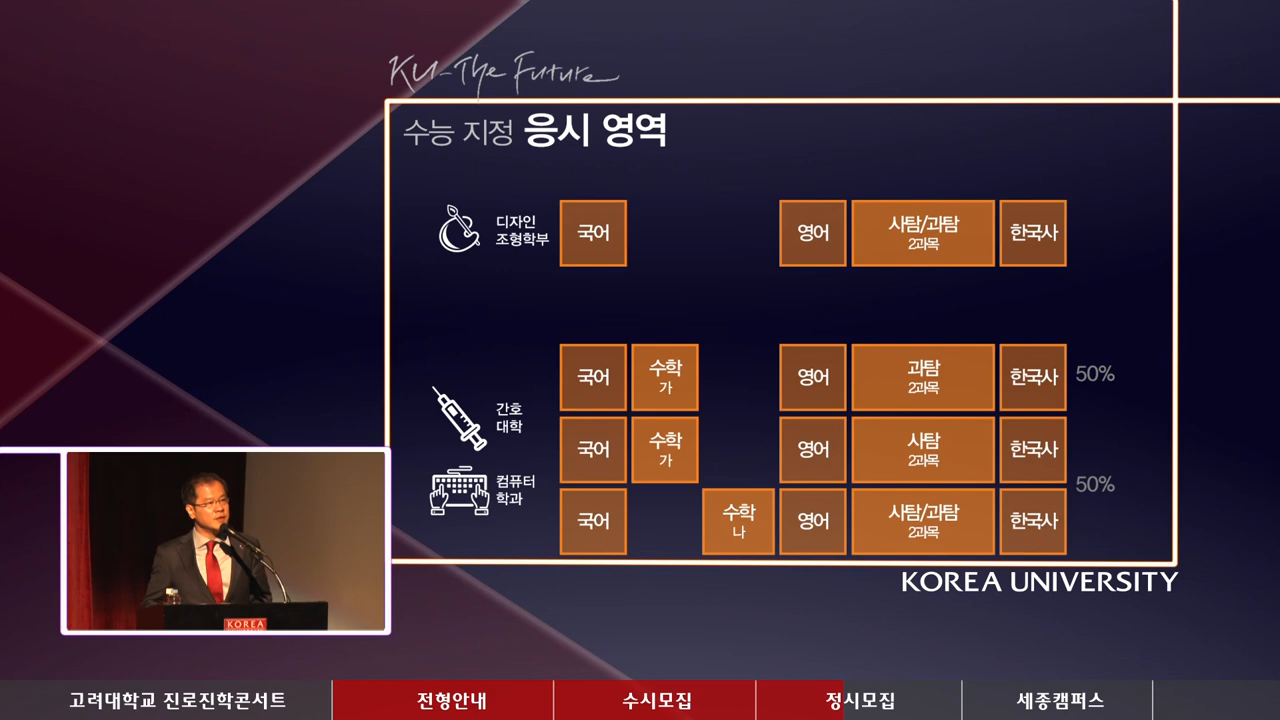 KU-The Future
수능 지정 응시 영역
디자인
조형학부
국어
영어
사탐/과탐
2과목
한국사
간호
대학
컴퓨터
학과
국어
수학
가
영어
과탐
2과목
한국사
50%
국어
수학
가
영어
사탐
2과목
한국사
50%
국어
수학
나
영어
사탐/과탐
2과목
한국사
KOREA UNIVERSITY
KOREA
고려대학교 진로진학콘서트
전형안내
수시모집
정시모집
세종캠퍼스